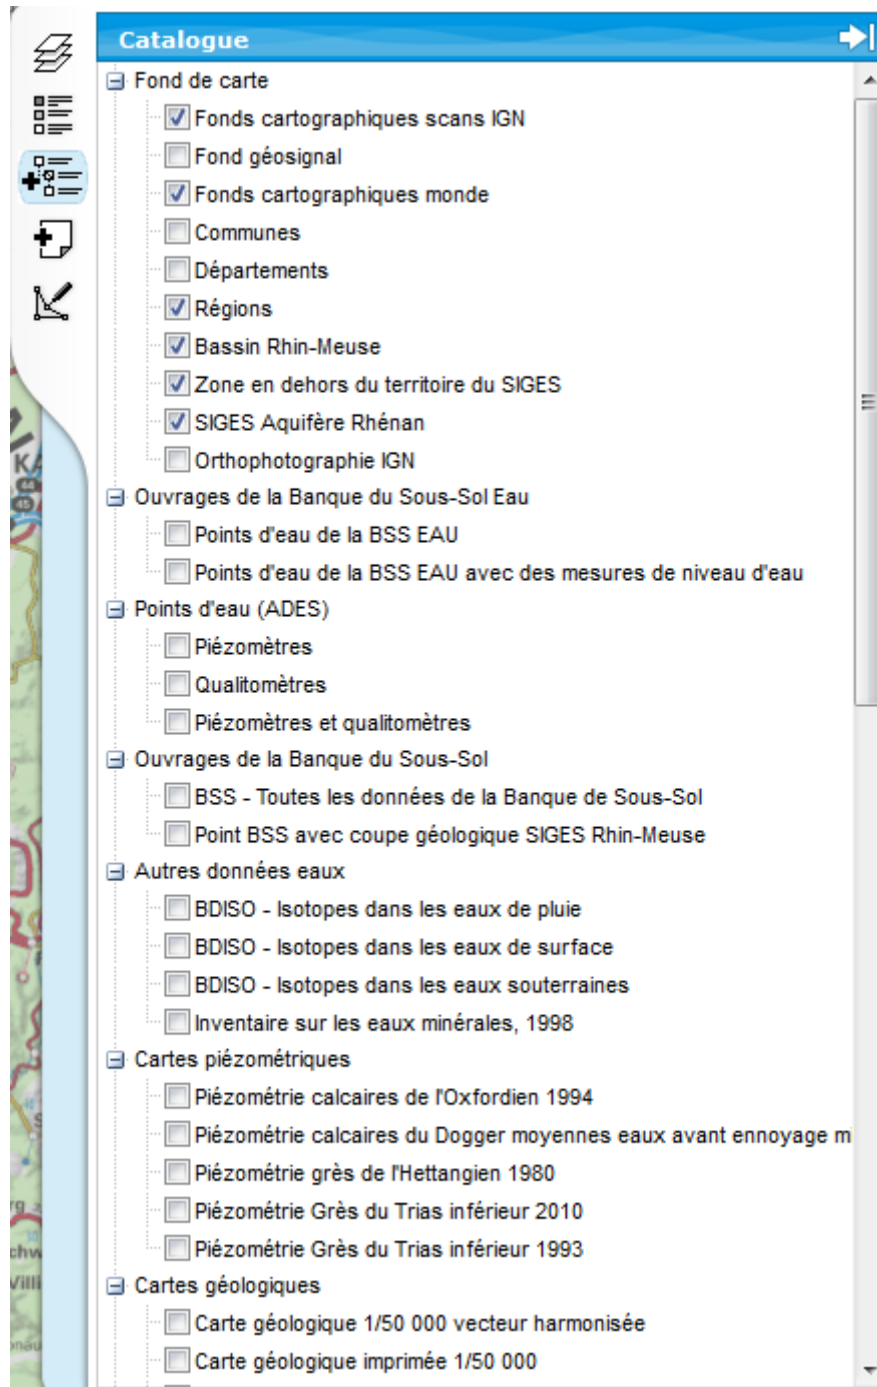 Catalogue
Fond de carte
Fonds cartographiques scans IGN
Fond géosignal
Fonds cartographiques monde
Communes
Départements
Régions
Bassin Rhin-Meuse
Zone en dehors du territoire du SIGES
SIGES Aquifère Rhénan
Orthophotographie IGN
Ouvrages de la Banque du Sous-Sol Eau
Points d'eau de la BSS EAU
Points d'eau de la BSS EAU avec des mesures de niveau d'eau
Points d'eau (ADES)
Piézomètres
Qualitomètres
Piézomètres et qualitomètres
Ouvrages de la Banque du Sous-Sol
BSS - Toutes les données de la Banque de Sous-Sol
Point BSS avec coupe géologique SIGES Rhin-Meuse
Autres données eaux
BDISO - Isotopes dans les eaux de pluie
BDISO - Isotopes dans les eaux de surface
BDISO - Isotopes dans les eaux souterraines
Inventaire sur les eaux minérales, 1998
Cartes piézométriques
Piézométrie calcaires de l'Oxfordien 1994
Piézométrie calcaires du Dogger moyennes eaux avant ennoyage m
Piézométrie grès de l'Hettangien 1980
Piézométrie Grès du Trias inférieur 2010
Piézométrie Grès du Trias inférieur 1993
Cartes géologiques
Carte géologique 1/50 000 vecteur harmonisée
Carte géologique imprimée 1/50 000